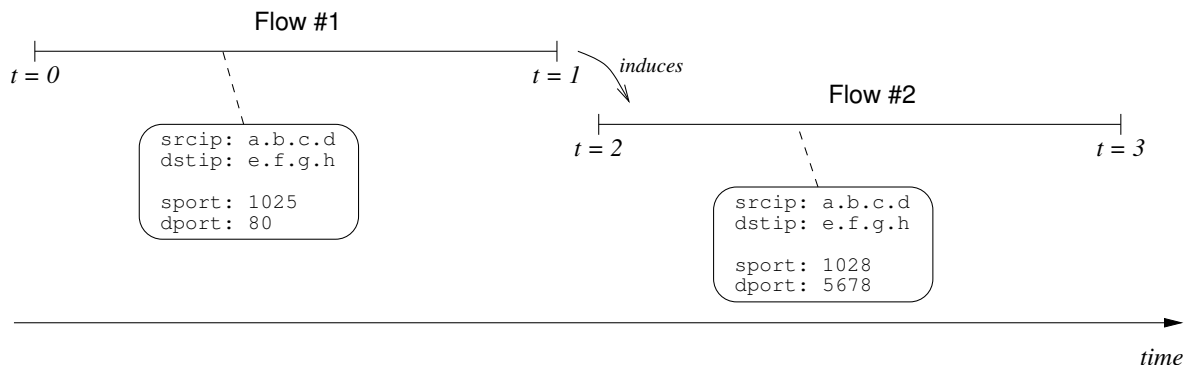 Flow #1
t = 0
t = 1
induces
srcip: a.b.c.d
dstip: e.f.g.h
sport: 1025
dport: 80
Flow #2
t = 2
t = 3
srcip: a.b.c.d
dstip: e.f.g.h
sport: 1028
dport: 5678
time